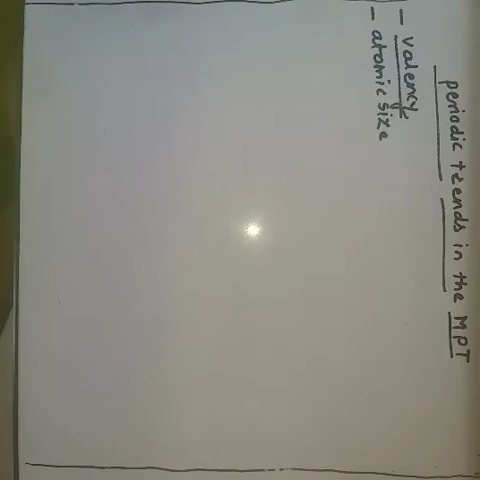 periodic trends in the MPT
- valency
- atomic size